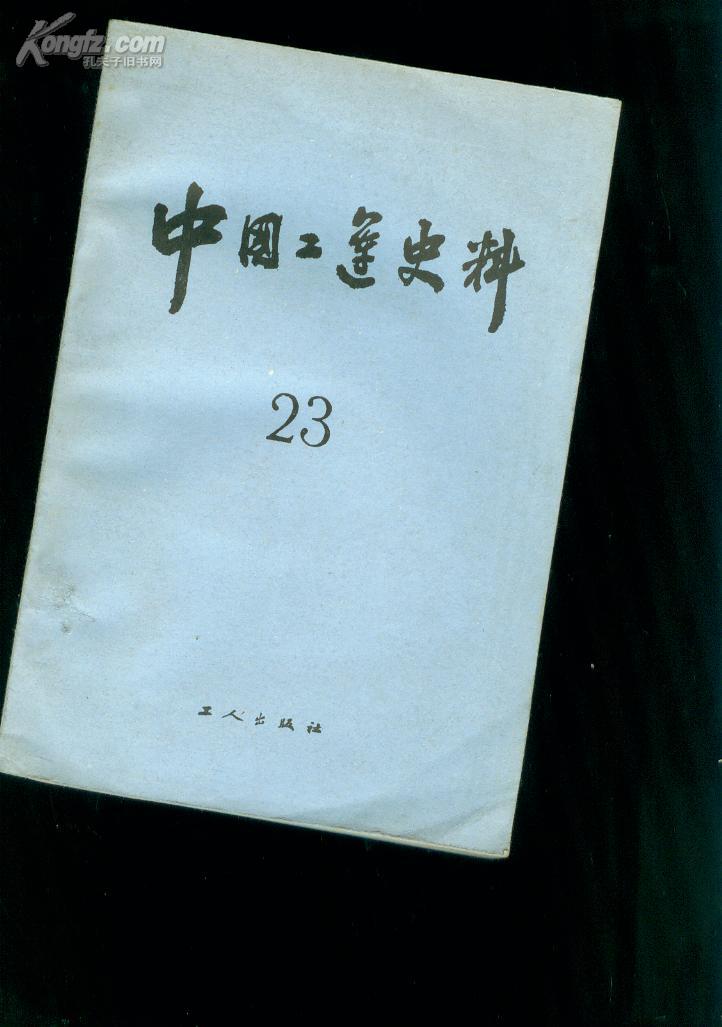 Kongfz.com
孔夫子旧书网
中国工运史料
23
工人出版社